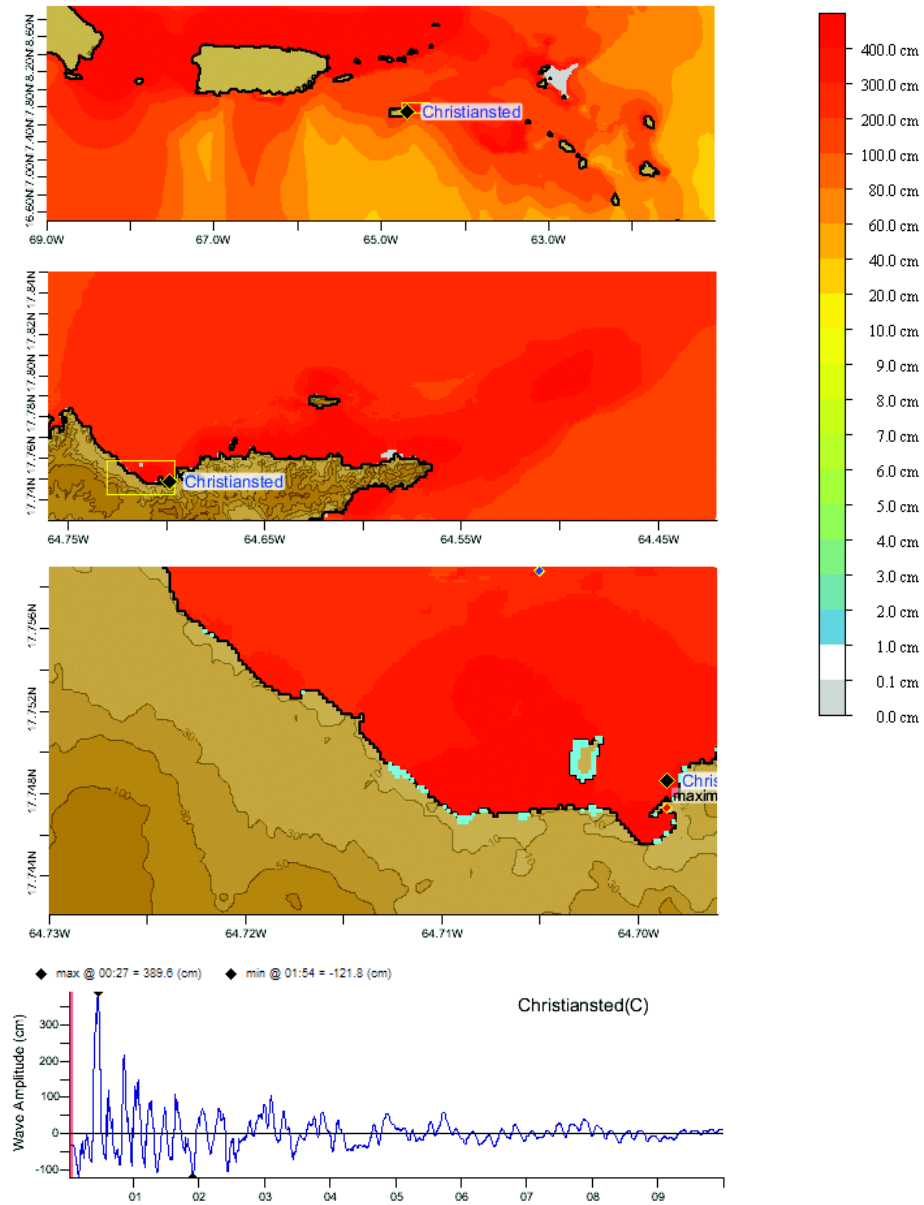 16.60N 17.00N 17.40N 17.80N 18.20N 18.60N
400.0 cm
300.0 cm
200.0 cm
100.0 cm
80.0 cm
60.0 cm
40.0 cm
20.0 cm
10.0 cm
9.0 cm
8.0 cm
7.0 cm
6.0 cm
5.0 cm
4.0 cm
3.0 cm
2.0 cm
1.0 cm
0.1 cm
0.0 cm
Christiansted
69.0W 67.0W 65.0W 63.0W
17.74N 17.76N 17.78N 17.80N 17.82N 17.84N
Christiansted
64.75W 64.65W 64.55W 64.45W
17.744N 17.748N 17.752N 17.756N
Chris
maxim
100
30
10
64.73W 64.72W 64.71W 64.70W
max @ 00:27 = 389.6 (cm) min @ 01:54 = -121.8 (cm)
Christiansted(C)
Wave Amplitude (cm)
300
200
100
0
-100
01 02 03 04 05 06 07 08 09